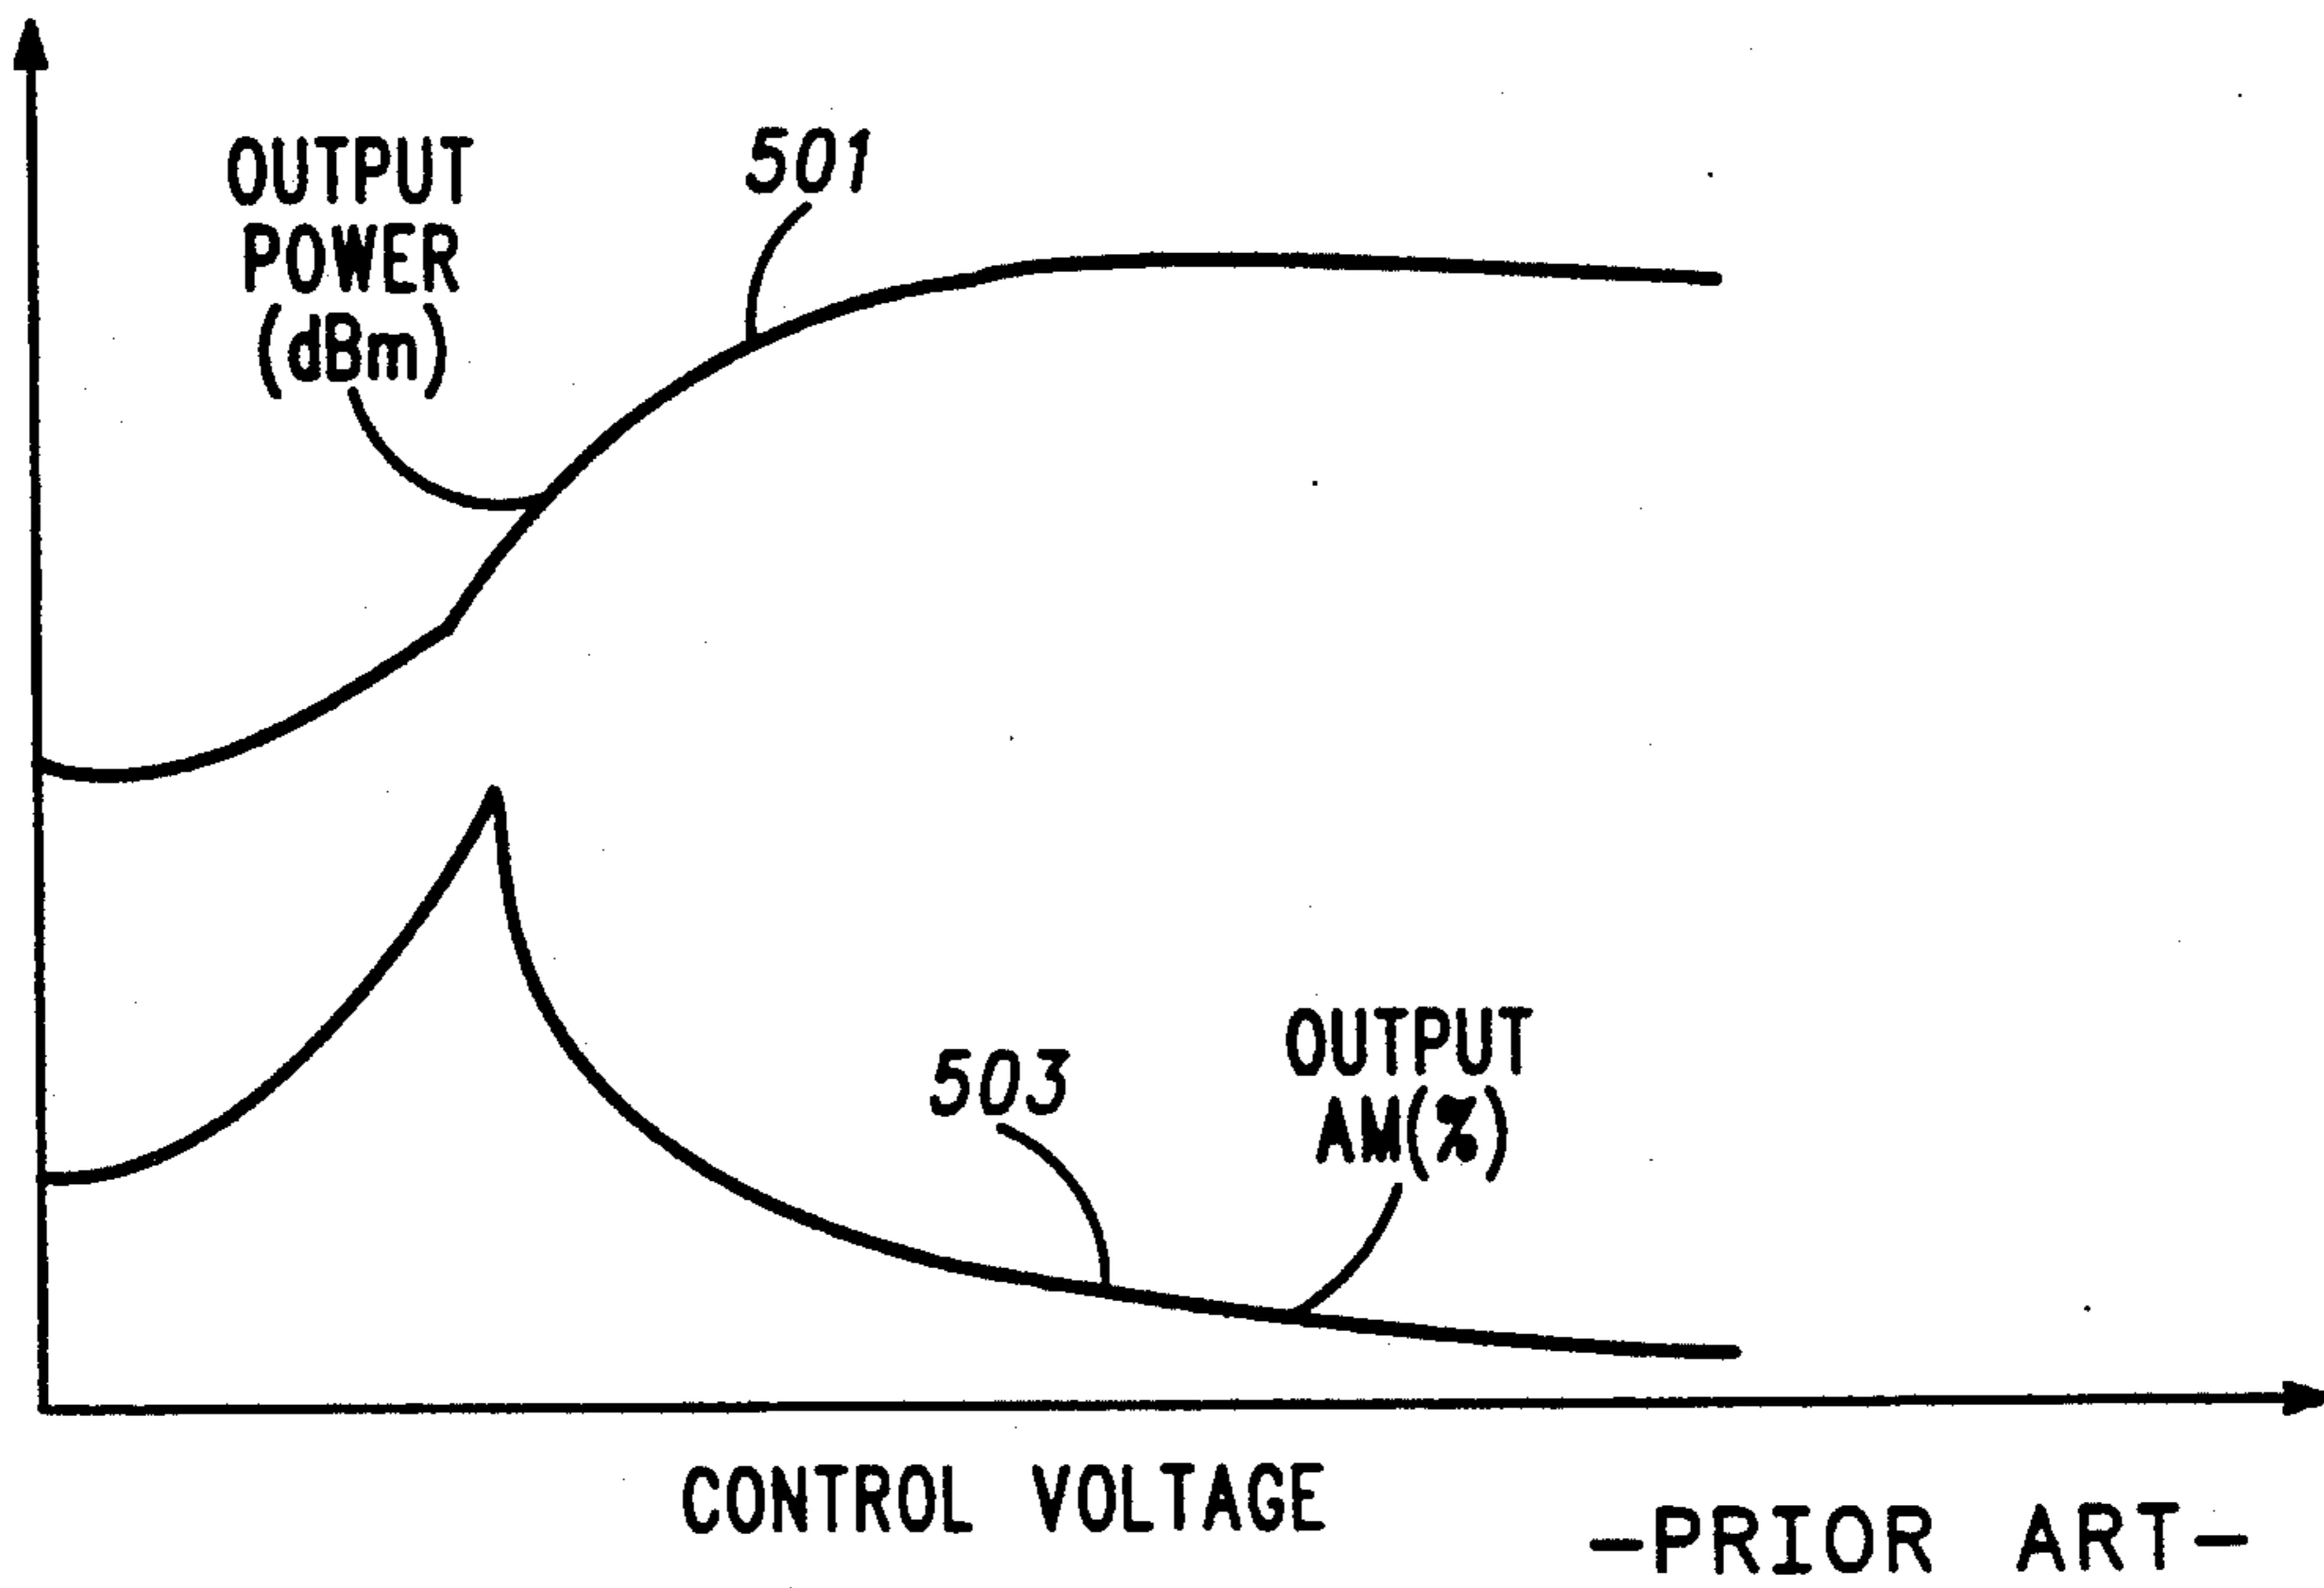 OUTPUT
POWER
(dBm)
501
503
OUTPUT
AM(%)
CONTROL VOLTAGE
-PRIOR ART-